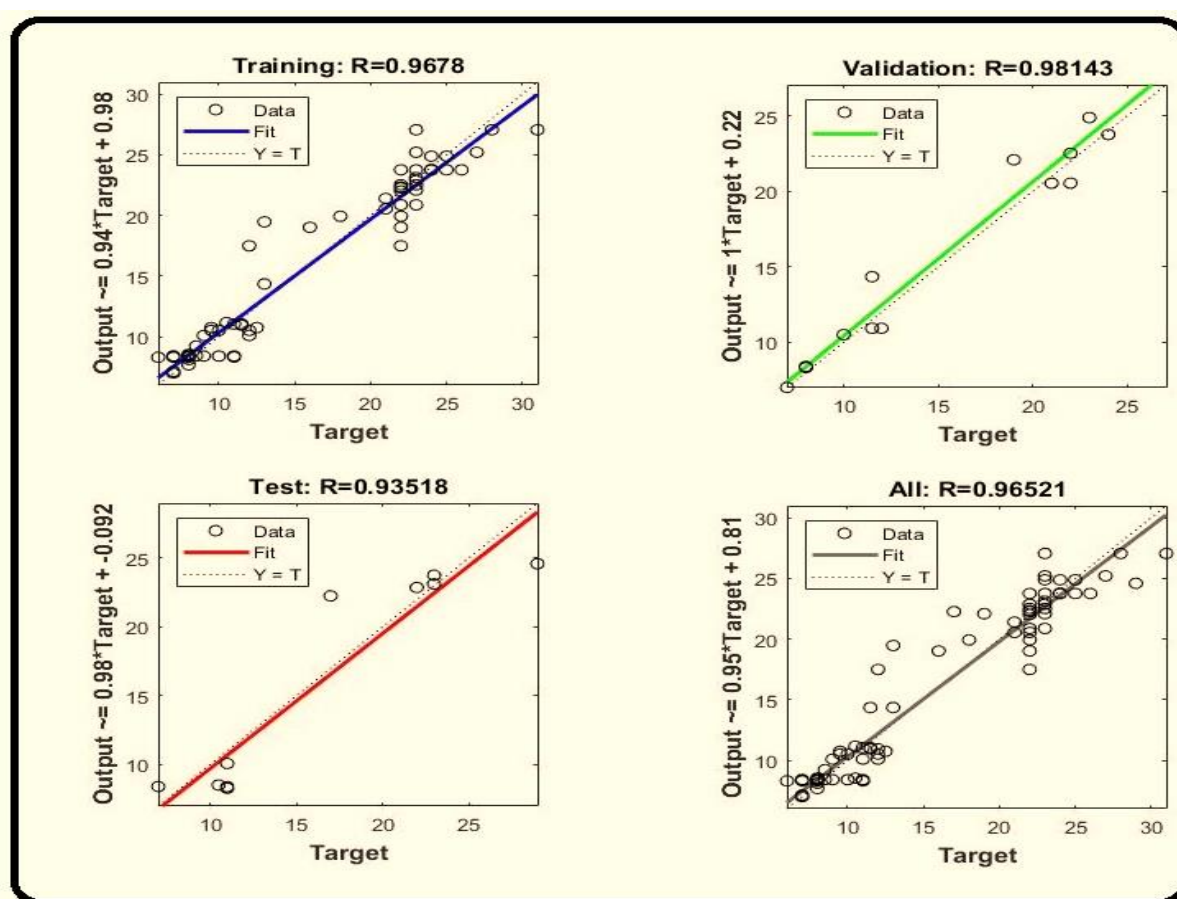 Training: R=0.9678
Output ~= 0.94*Target + 0.98
30
25
20
15
10
Data
Fit
Y = T
10
15
20
25
30
Target
Validation: R=0.98143
Output ~= 1*Target + 0.22
25
20
15
10
Data
Fit
Y = T
10
15
20
25
Target
Test: R=0.93518
Output ~= 0.98*Target + -0.092
25
20
15
10
Data
Fit
Y = T
10
15
20
25
Target
All: R=0.96521
Output ~= 0.95*Target + 0.81
30
25
20
15
10
Data
Fit
Y = T
10
15
20
25
30
Target